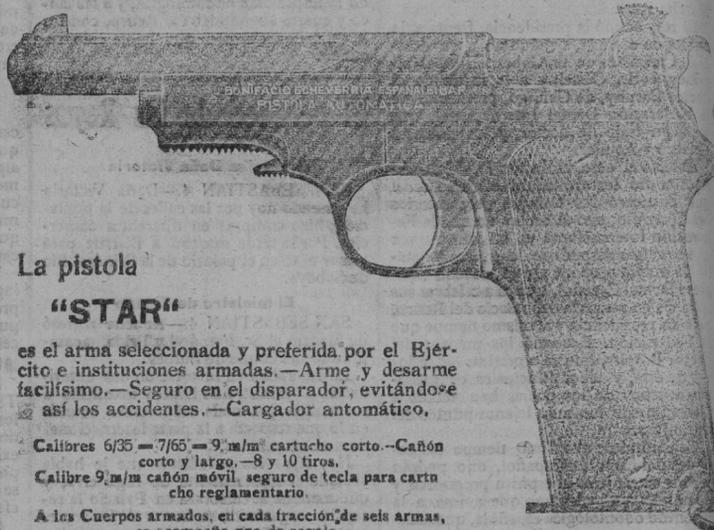 BONIFACIO ECHEVERRIA ESPAÑA EIBAR
PISTOLA AUTOMATICA
La pistola
“STAR“
es el arma seleccionada y preferida por el Ejér-
cito e instituciones armadas.—Arme y desarme
facilísimo.—Seguro en el disparador, evitándose
así los accidentes.—Cargador antomático.
Calibres 6/35 — 7/65 — 9 m/m cartucho corto.--Cañón
corto y largo.—8 y 10 tiros.
Calibre 9 m/m cañón móvil seguro de tecla para cartu
cho reglamentario.
A los Cuerpos armados, en cada fracción de seis armas,